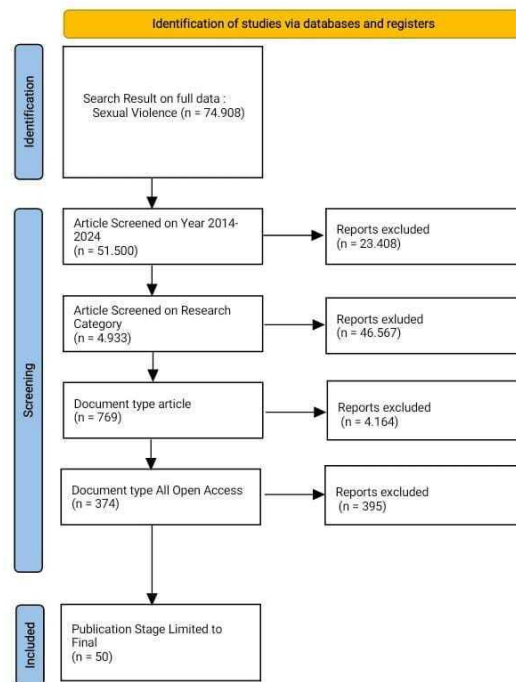 Identification of studies via databases and registers
Identification
Search Result on full data :
Sexual Violence (n = 74.908)
Screening
Article Screened on Year 2014-
2024
(n = 51.500)
Reports excluded
(n = 23.408)
Article Screened on Research
Category
(n = 4.933)
Reports exluded
(n = 46.567)
Document type article
(n = 769)
Reports excluded
(n = 4.164)
Document type All Open Access
(n = 374)
Reports excluded
(n = 395)
Included
Publication Stage Limited to
Final
(n = 50)